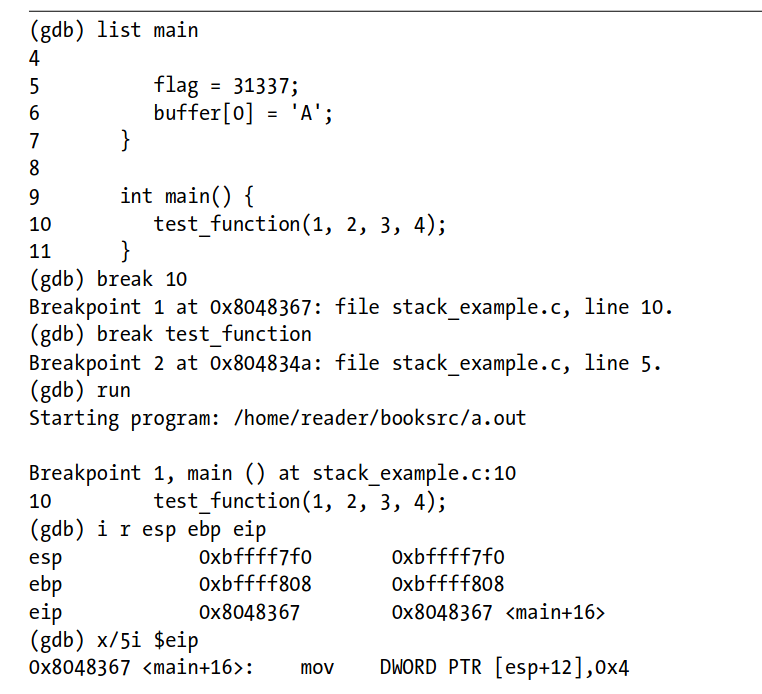 (gdb) list main
4
5          flag = 31337;
6          buffer[0] = 'A';
7       }
8
9       int main() {
10         test_function(1, 2, 3, 4);
11      }
(gdb) break 10
Breakpoint 1 at 0x8048367: file stack_example.c, line 10.
(gdb) break test_function
Breakpoint 2 at 0x804834a: file stack_example.c, line 5.
(gdb) run
Starting program: /home/reader/booksrc/a.out

Breakpoint 1, main () at stack_example.c:10
10         test_function(1, 2, 3, 4);
(gdb) i r esp ebp eip
esp            0xbffff7f0       0xbffff7f0
ebp            0xbffff808       0xbffff808
eip            0x8048367        0x8048367 <main+16>
(gdb) x/5i $eip
0x8048367 <main+16>:    mov    DWORD PTR [esp+12],0x4